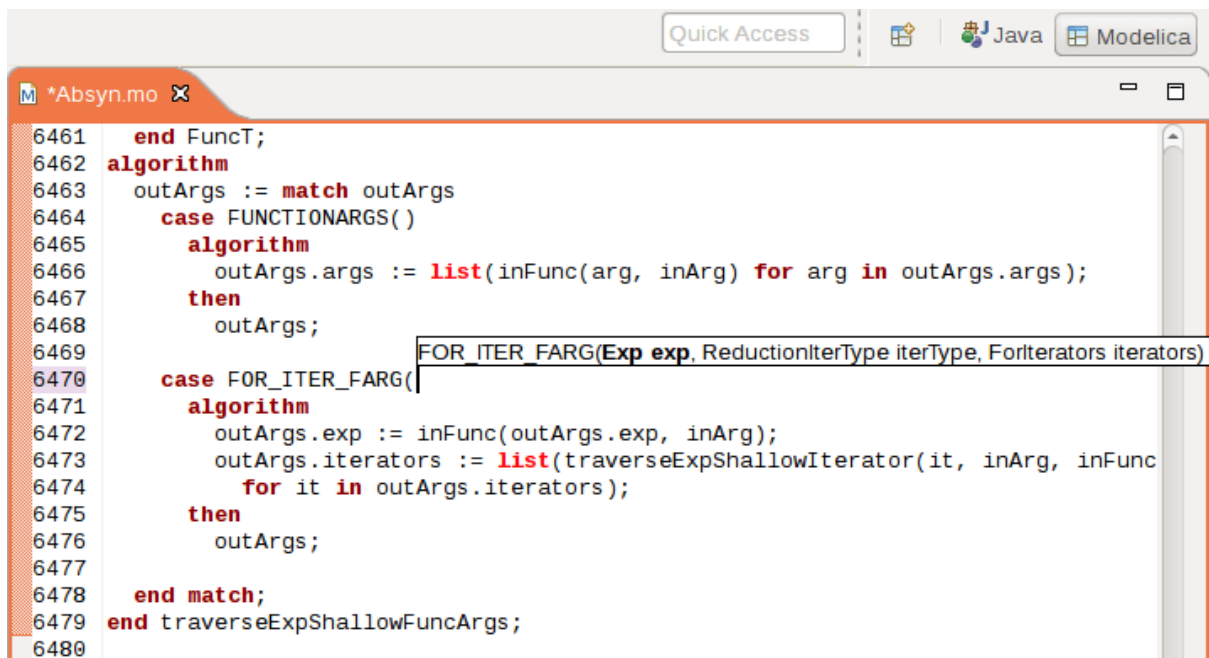 Quick Access Java Modelica
*Absyn.mo
6461 end FuncT;
6462 algorithm
6463 outArgs := match outArgs
6464 case FUNCTIONARGS()
6465 algorithm
6466 outArgs.args := list(inFunc(arg, inArg) for arg in outArgs.args);
6467 then
6468 outArgs;
6469 FOR_ITER_FARG(Exp exp, ReductionIterType iterType, ForIterators iterators)
6470 case FOR_ITER_FARG(
6471 algorithm
6472 outArgs.exp := inFunc(outArgs.exp, inArg);
6473 outArgs.iterators := list(traverseExpShallowIterator(it, inArg, inFunc
6474 for it in outArgs.iterators);
6475 then
6476 outArgs;
6477
6478 end match;
6479 end traverseExpShallowFuncArgs;
6480